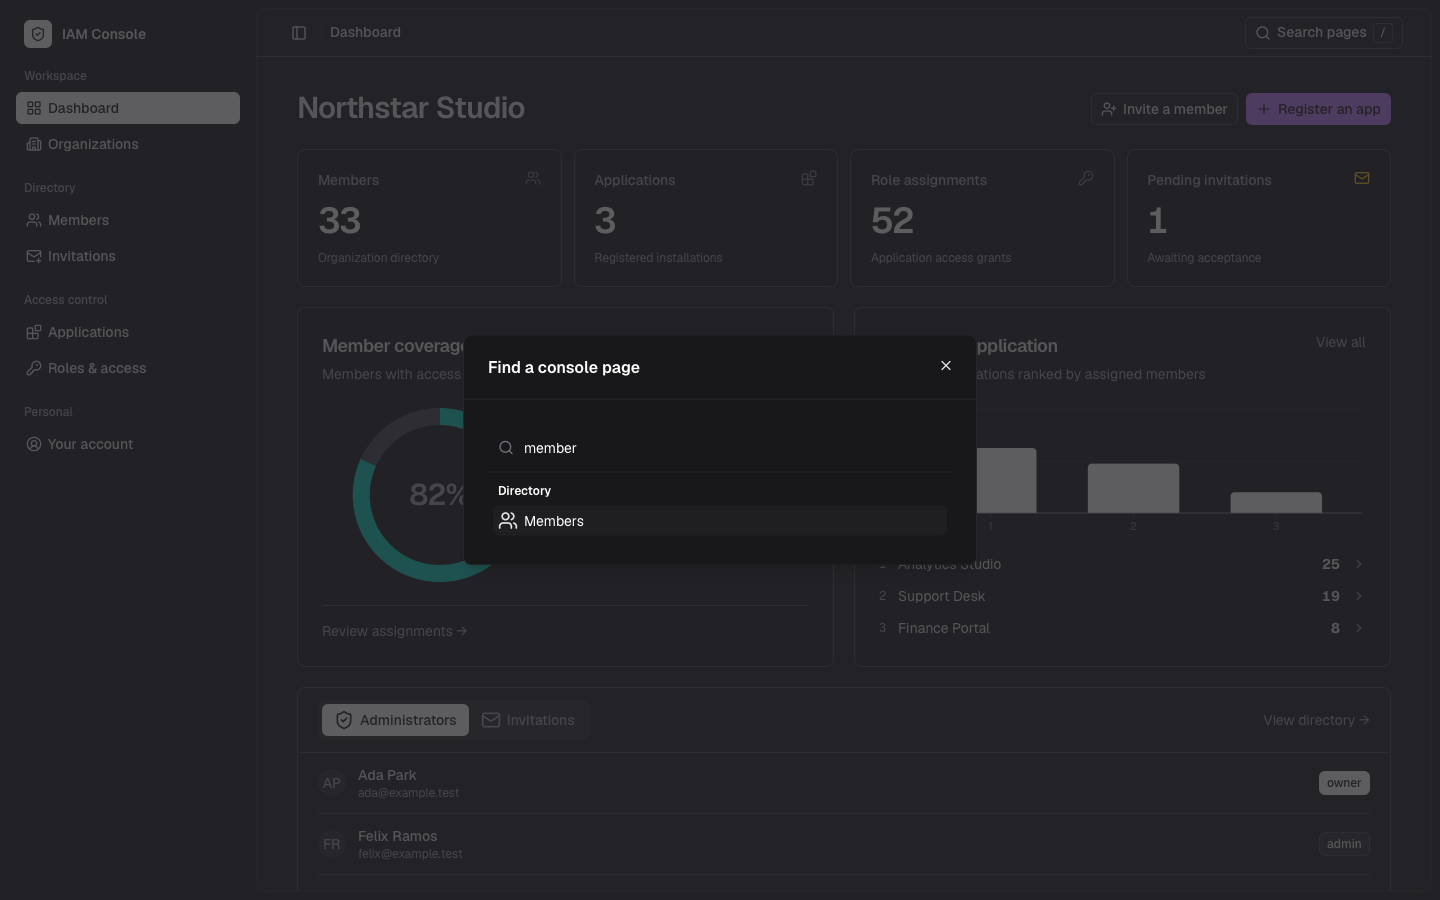 IAM Console
Workspace
Dashboard
Organizations
Directory
Members
Invitations
Access control
Applications
Roles & access
Personal
Your account
Dashboard
Search pages /
Northstar Studio
Invite a member
Register an app
Members
33
Organization directory
Applications
3
Registered installations
Role assignments
52
Application access grants
Pending invitations
1
Awaiting acceptance
Member coverage
Members with access
82%
Review assignments →
pplication
View all
ations ranked by assigned members
1 2 3
1 Analytics Studio 25
2 Support Desk 19
3 Finance Portal 8
Find a console page
member
Directory
Members
Administrators
Invitations
View directory →
AP
Ada Park
ada@example.test
owner
FR
Felix Ramos
felix@example.test
admin